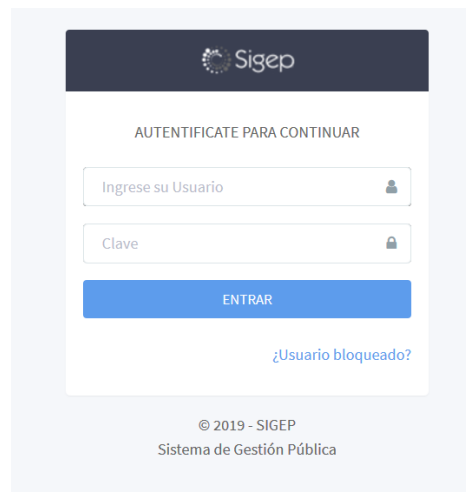 Sigep
AUTENTIFICATE PARA CONTINUAR
Ingrese su Usuario
Clave
ENTRAR
¿Usuario bloqueado?
© 2019 - SIGEP
Sistema de Gestión Pública